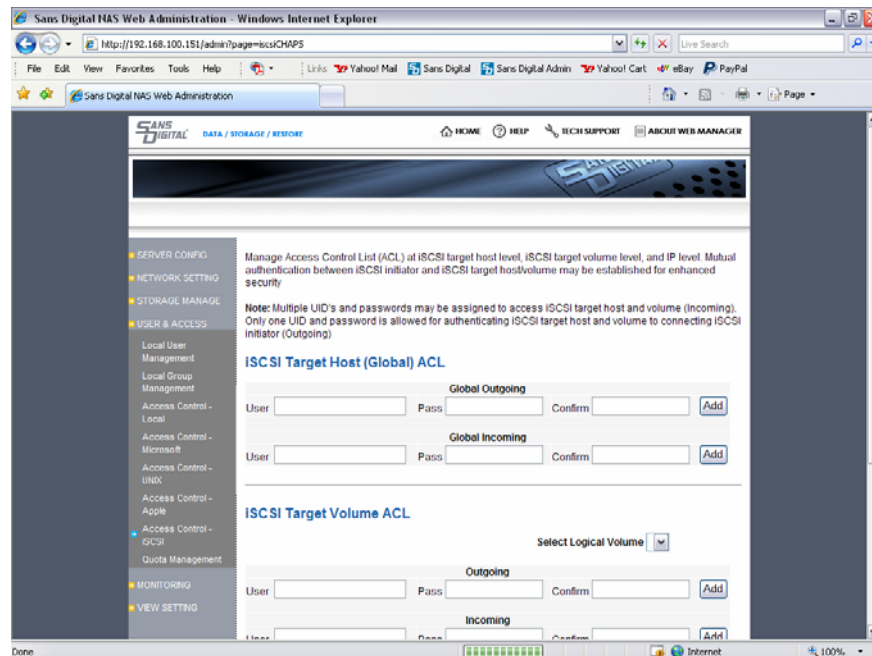 Sans Digital NAS Web Administration - Windows Internet Explorer
http://192.168.100.151/admin?page=iscsiCHAPS
Live Search
File Edit View Favorites Tools Help
Links Yahoo! Mail Sans Digital Sans Digital Admin Yahoo! Cart eBay PayPal
Sans Digital NAS Web Administration
Page
SANS DIGITAL DATA / STORAGE / RESTORE
HOME HELP TECH SUPPORT ABOUT WEB MANAGER
SANS DIGITAL
SERVER CONFIG
NETWORK SETTING
STORAGE MANAGE
USER & ACCESS
Local User
Management
Local Group
Management
Access Control -
Local
Access Control -
Microsoft
Access Control -
UNIX
Access Control -
Apple
Access Control -
iSCSI
Quota Management
MONITORING
VIEW SETTING
Manage Access Control List (ACL) at iSCSI target host level, iSCSI target volume level, and IP level. Mutual
authentication between iSCSI initiator and iSCSI target host/volume may be established for enhanced
security
Note: Multiple UID's and passwords may be assigned to access iSCSI target host and volume (Incoming).
Only one UID and password is allowed for authenticating iSCSI target host and volume to connecting iSCSI
initiator (Outgoing)
iSCSI Target Host (Global) ACL
Global Outgoing
User Pass Confirm Add
Global Incoming
User Pass Confirm Add
iSCSI Target Volume ACL
Select Logical Volume
Outgoing
User Pass Confirm Add
Incoming
User Pass Confirm Add
Done
Internet
100%